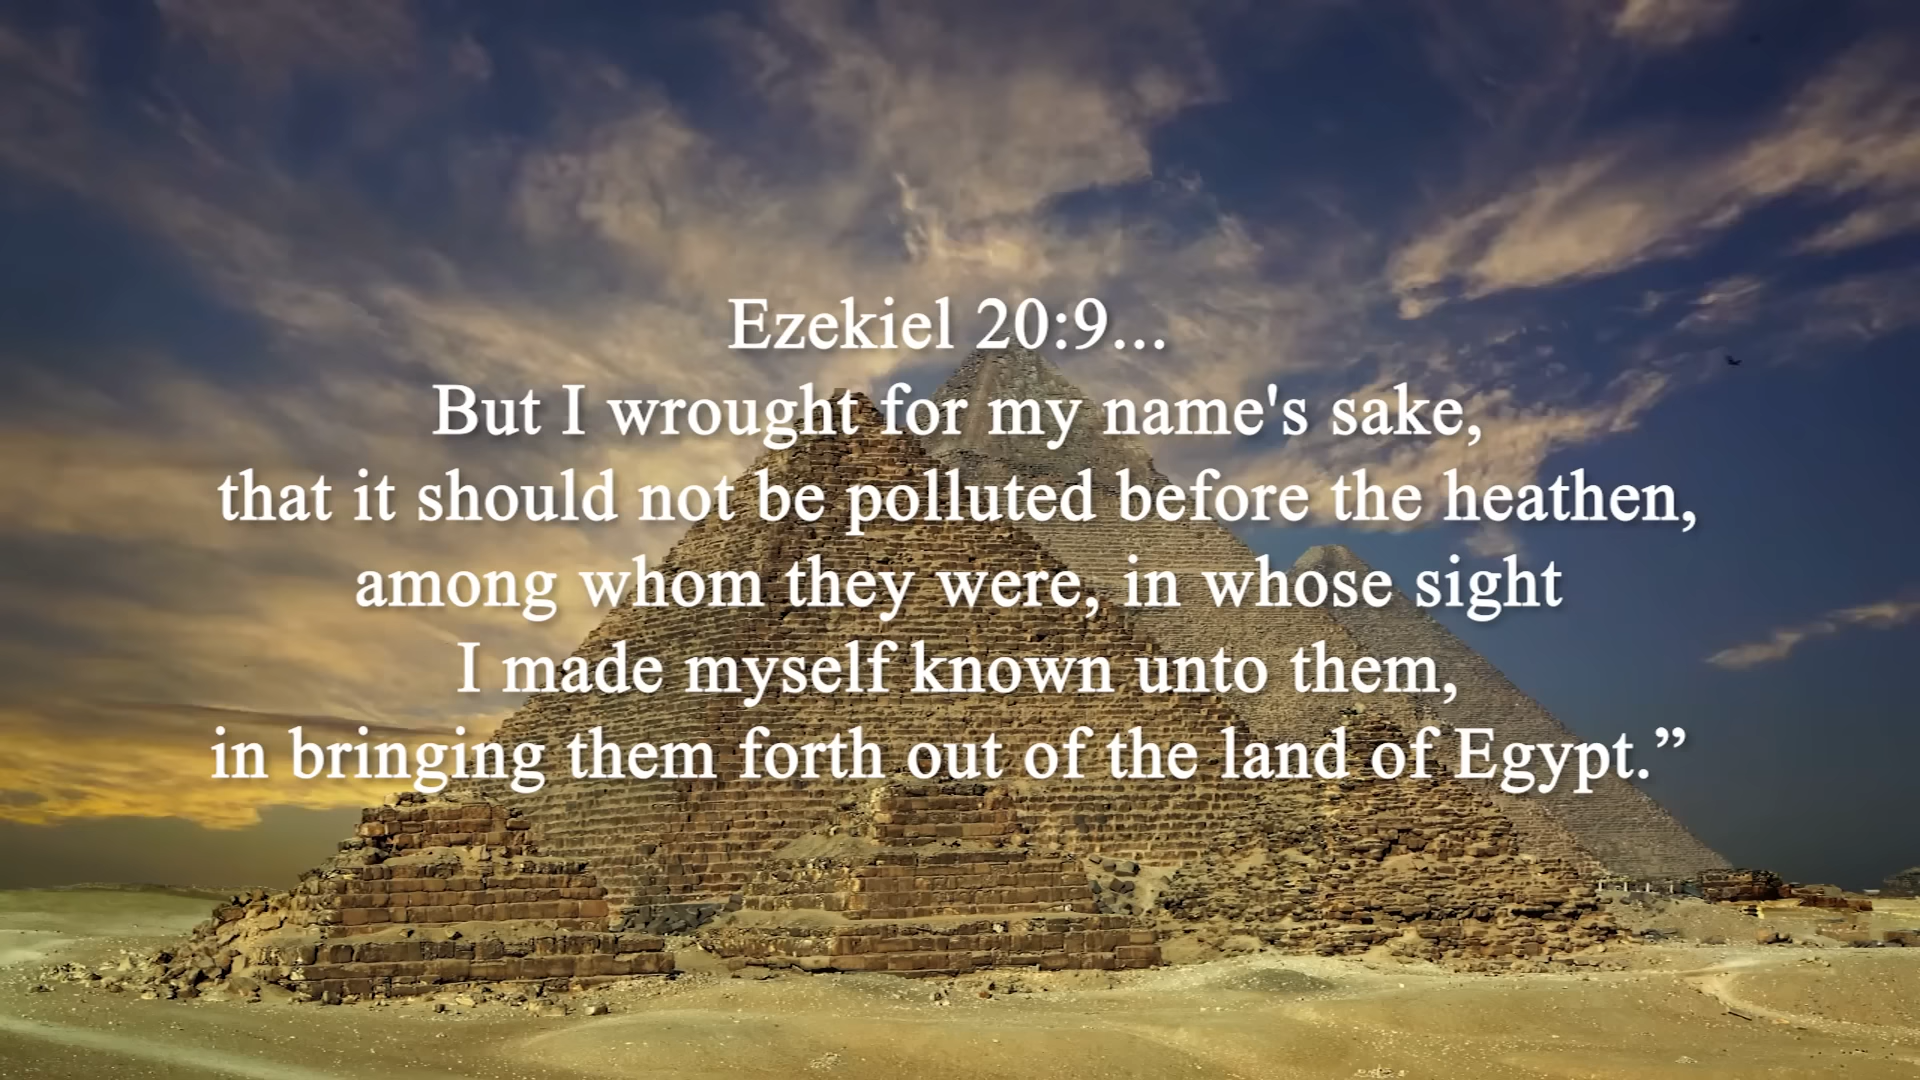 Ezekiel 20:9...
But I wrought for my name's sake,
that it should not be polluted before the heathen,
among whom they were, in whose sight
I made myself known unto them,
in bringing them forth out of the land of Egypt.”